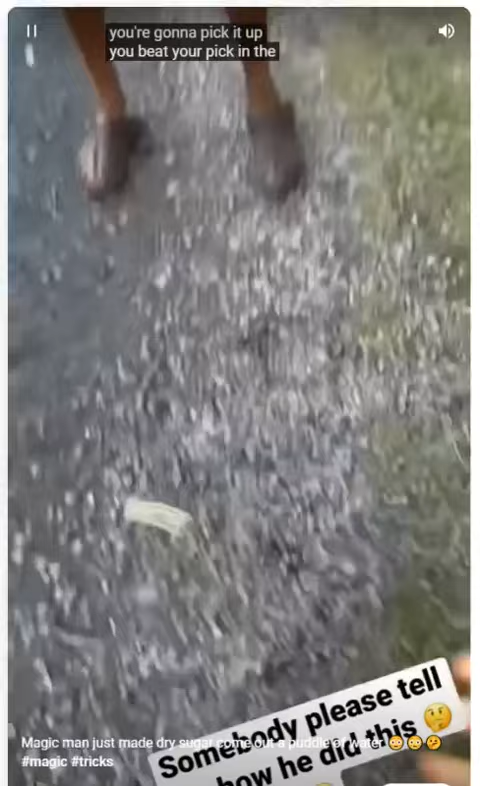 you're gonna pick it up
you beat your pick in the
Somebody please tell
how he did this 🤔
Magic man just made dry sugar come out a puddle of water 😳😳🤔
#magic #tricks